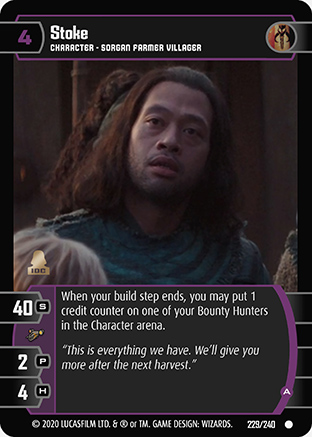 4
Stoke
CHARACTER - SORGAN FARMER VILLAGER
IDC
40 S
2 P
4 H
When your build step ends, you may put 1
credit counter on one of your Bounty Hunters
in the Character arena.
“This is everything we have. We’ll give you
more after the next harvest.”
A
© 2020 LUCASFILM LTD. & ® or TM. GAME DESIGN: WIZARDS. 229/240